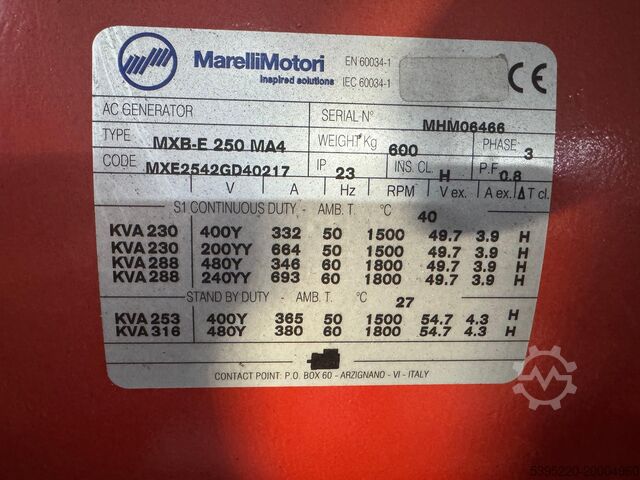 MarelliMotori
inspired solutions
EN 60034-1
IEC 60034-1
CE
AC GENERATOR SERIAL-N° MHM06466
TYPE MXB-E 250 MA4 WEIGHT Kg 600 PHASE 3
CODE MXE2542GD40217 IP 23 INS. CL. H P.F. 0.8
V A Hz RPM V ex. A ex. Δ T cl.
S1 CONTINUOUS DUTY - AMB. T. °C 40
KVA 230 400Y 332 50 1500 49.7 3.9 H
KVA 230 200YY 664 50 1500 49.7 3.9 H
KVA 288 480Y 346 60 1800 49.7 3.9 H
KVA 288 240YY 693 60 1800 49.7 3.9 H
STAND BY DUTY - AMB. T. °C 27
KVA 253 400Y 365 50 1500 54.7 4.3 H
KVA 316 480Y 380 60 1800 54.7 4.3 H
CONTACT POINT: P.O. BOX 60 - ARZIGNANO - VI - ITALY